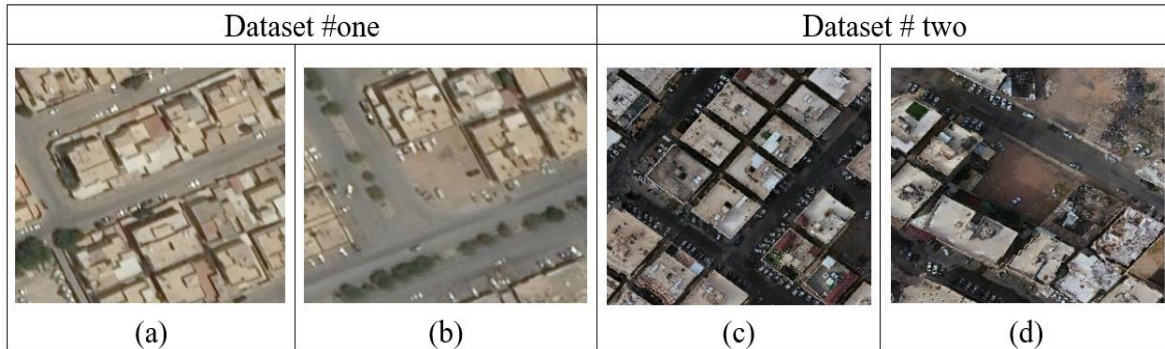 Dataset #one
Dataset # two
(a)
(b)
(c)
(d)